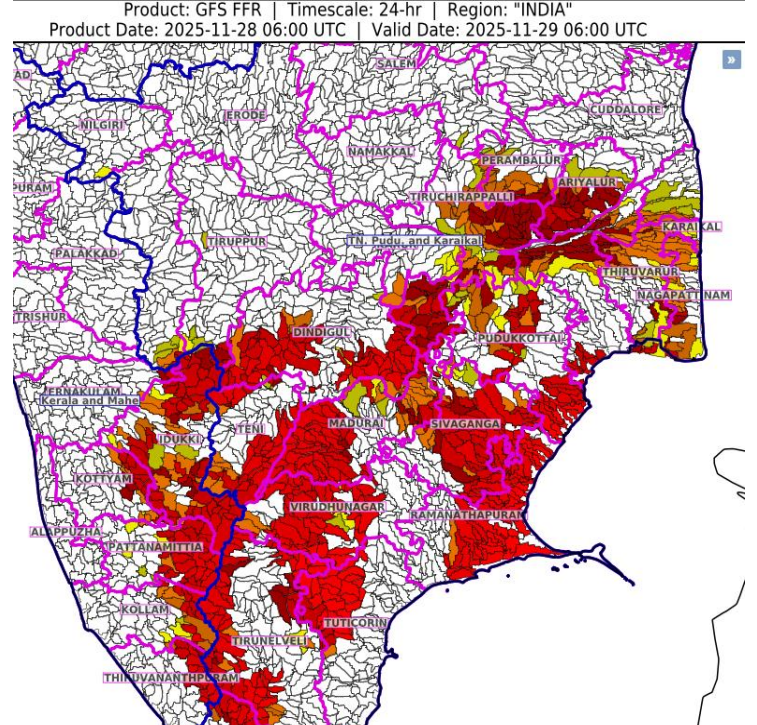 Product: GFS FFR | Timescale: 24-hr | Region: "INDIA"
Product Date: 2025-11-28 06:00 UTC | Valid Date: 2025-11-29 06:00 UTC
»
SALEM
AD
CUDDALORE
JERODE
NILGIRI
NAMAKKAL
PERAMBALUR
ARIYALUR
PURAM
TIRUCHIRAPPALLI
KARAIKAL
TIRUPPUR
TN. Pudu. and Karaikal
PALAKKAD
THIRUVARUR
NAGAPATTINAM
TRISHUR
DINDIGUL
PUDUKKOTTAI
ERNAKULAM
Kerala and Mahe
MADURAI
SIVAGANGA
TENI
IDUKKI
KOTTYAM
VIRUDHUNAGAR
RAMANATHAPURAM
ALAPPUZHA
PATTANAMITTIA
KOLLAM
TUTICORIN
TIRUNELVELI
THIRUVANANTHPURAM